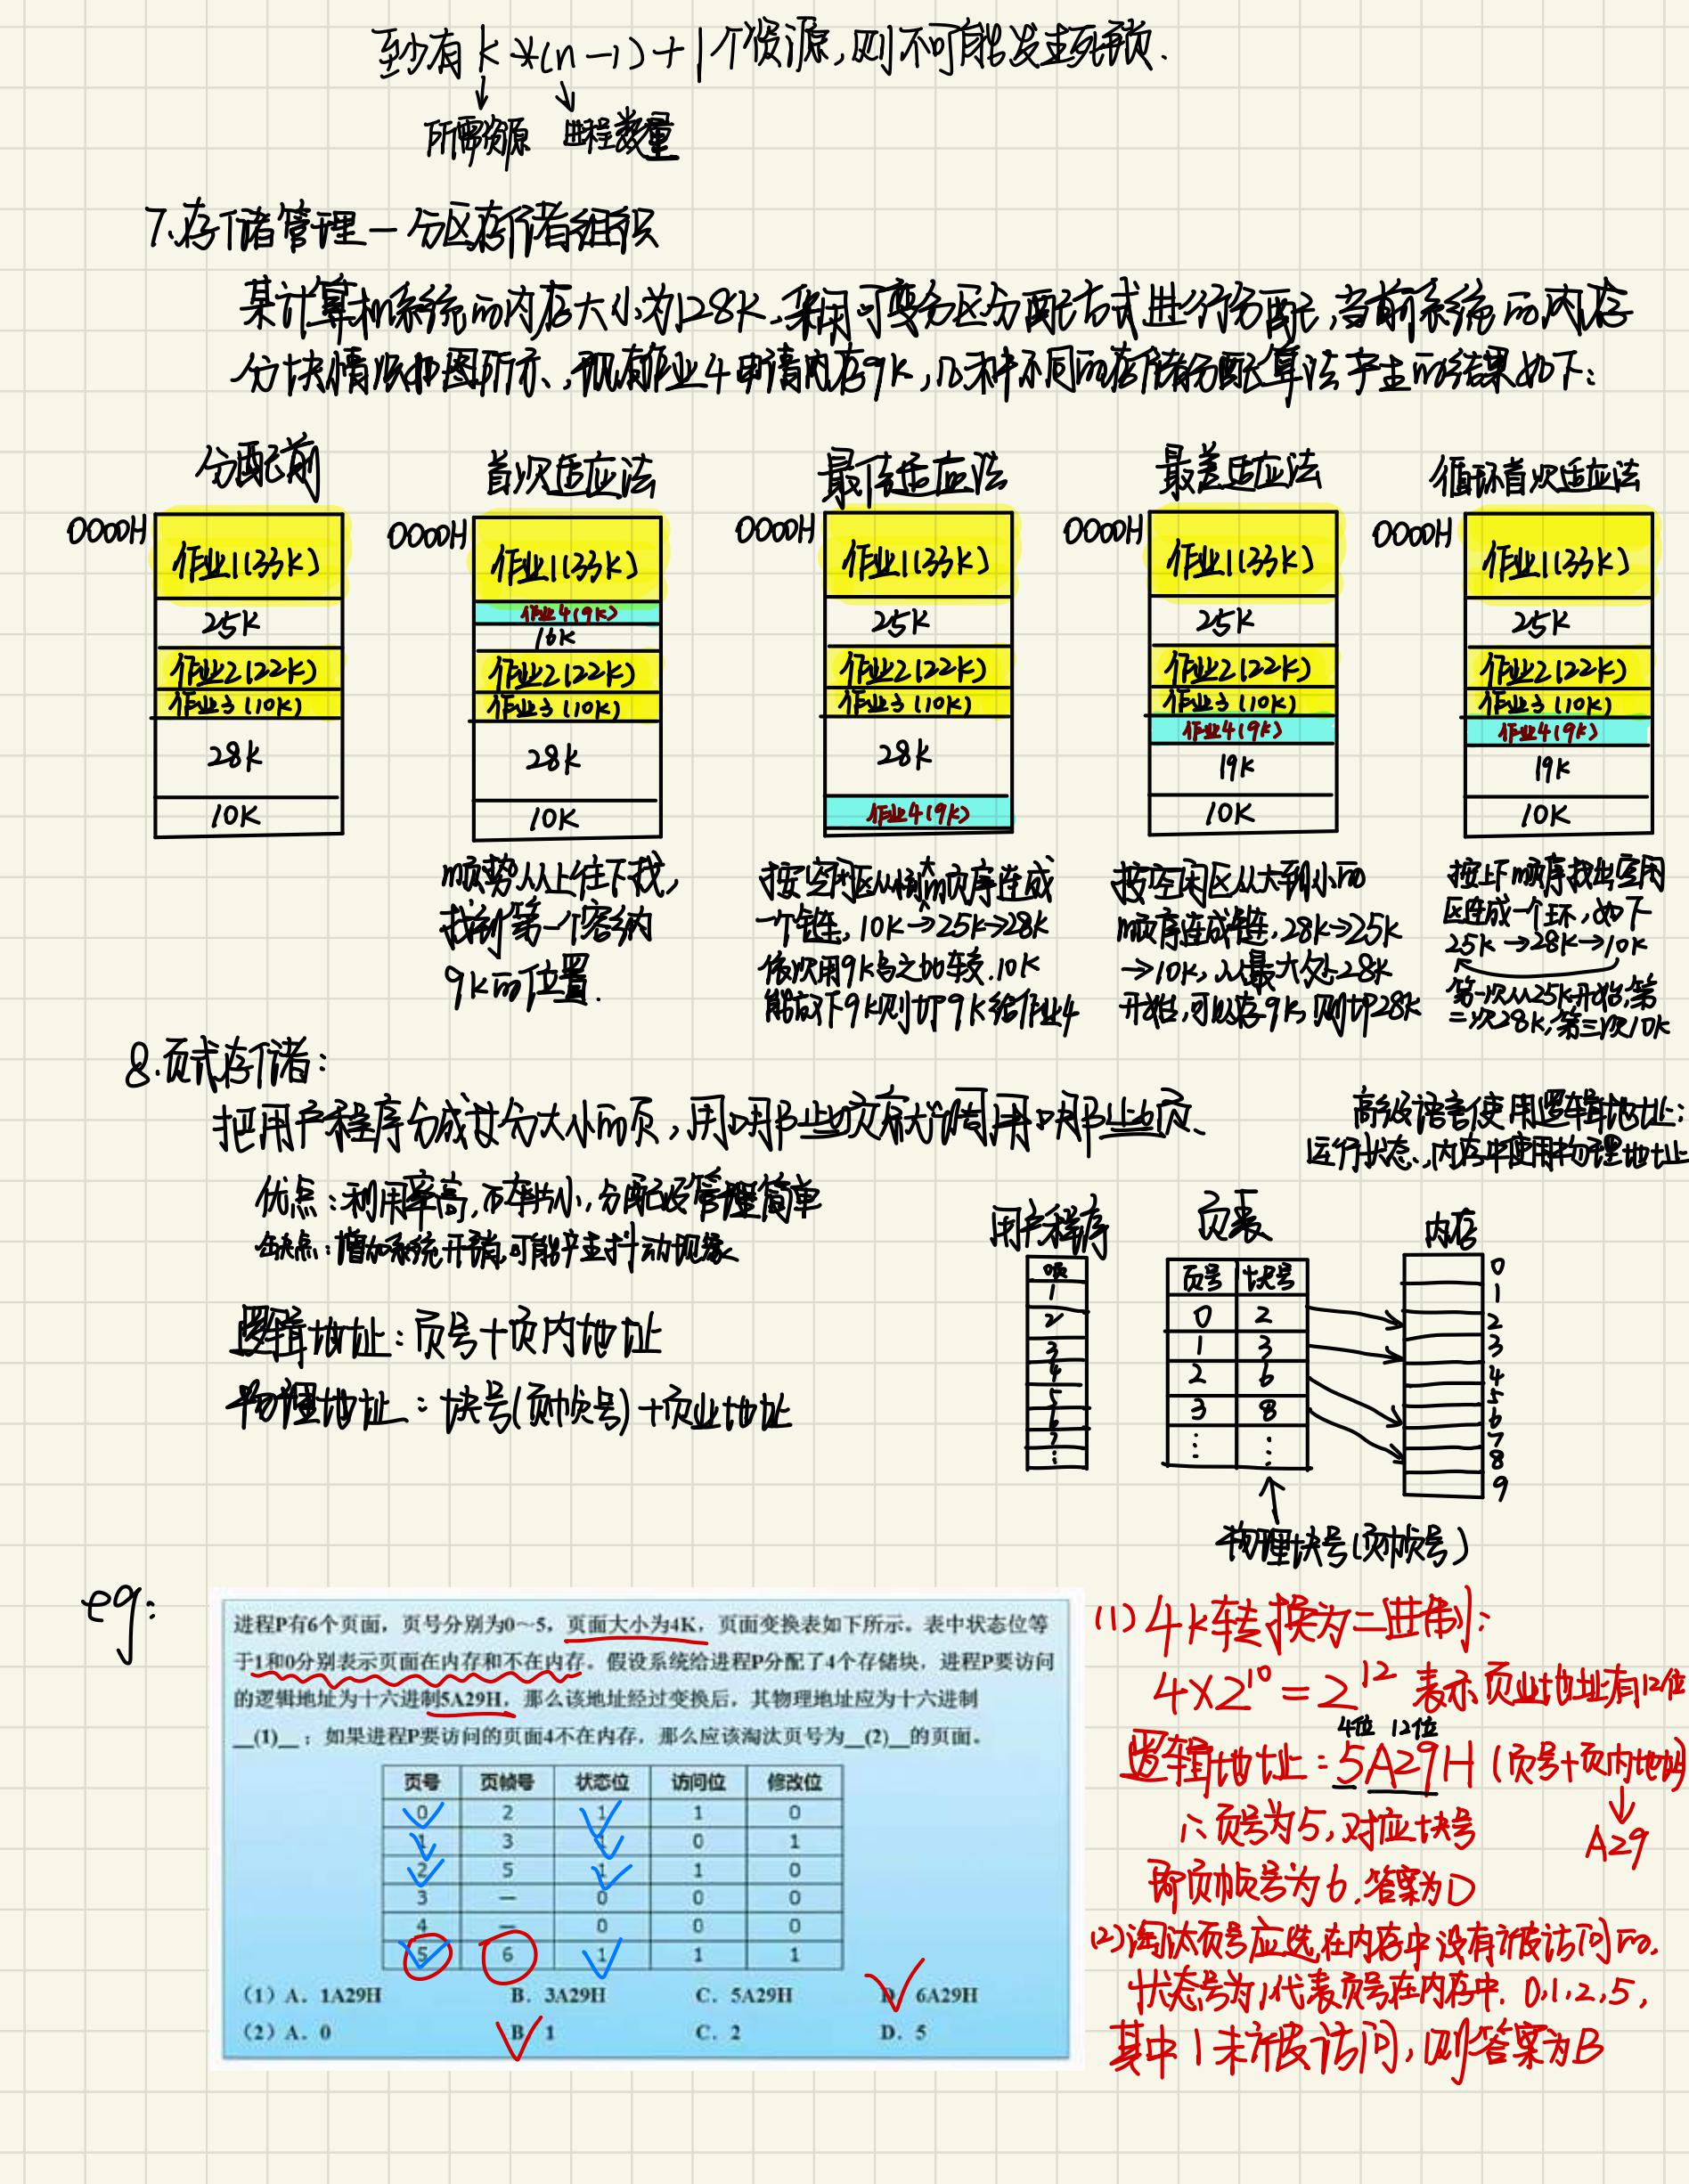 至少有 k*(n-1)+1个资源,则不可能发生死锁.
所需资源 进程数量
7.存储管理—分区存储组织
某计算机系统的内存大小为128K,采用可变分区分配方式进行分配,当前系统的内存
分块情况如图所示,现有作业4申请内存9K,几种不同的存储分配算法产生的结果如下:
分配前 首次适应法 最佳适应法 最差适应法 循环首次适应法
0000H 0000H 0000H 0000H 0000H
作业1(33K) 作业1(33K) 作业1(33K) 作业1(33K) 作业1(33K)
25K 作业4(9K) 25K 25K 25K
16K
作业2(22K) 作业2(22K) 作业2(22K) 作业2(22K) 作业2(22K)
作业3(10K) 作业3(10K) 作业3(10K) 作业3(10K) 作业3(10K)
作业4(9K) 作业4(9K)
28K 28K 28K 19K 19K
10K 10K 作业4(9K) 10K 10K
顺势从上往下找,
找到第一个容纳
9K的位置.
按空闲区从小到大的顺序连成
一个链,10K→25K→28K
依次用9K与之比较.10K
能放下9K则切9K给作业4
按空闲区从大到小的
顺序连成链,28K→25K
→10K,从最大处28K
开始,可以存9K,则切28K
按上下顺序找出空闲
区连成一个环,如下
25K→28K→10K
第一次从25K开始,第
二次28K,第三次10K
8.页式存储:
把用户程序分成等分大小的页,用哪些页就调用哪些页、
高级语言使用逻辑地址;
运行状态,内存中使用物理地址
优点:利用率高,碎片小,分配及管理简单
缺点:增加系统开销,可能产生抖动现象
逻辑地址:页号+页内地址
物理地址:块号(页帧号)+页内地址
用户程序 页表 内存
1
2
3
4
5
6
7
⋮
页号 块号
0 2
1 3
2 6
3 8
⋮ ⋮
0
1
2
3
4
5
6
7
8
9
物理块号(页帧号)
eg:
进程P有6个页面，页号分别为0～5，页面大小为4K，页面变换表如下所示。表中状态位等
于1和0分别表示页面在内存和不在内存。假设系统给进程P分配了4个存储块，进程P要访问
的逻辑地址为十六进制5A29H，那么该地址经过变换后，其物理地址应为十六进制
__(1)__；如果进程P要访问的页面4不在内存，那么应该淘汰页号为__(2)__的页面。
页号 页帧号 状态位 访问位 修改位
0 2 1 1 0
1 3 1 0 1
2 5 1 1 0
3 — 0 0 0
4 — 0 0 0
5 6 1 1 1
（1）A. 1A29H B. 3A29H C. 5A29H D. 6A29H
（2）A. 0 B. 1 C. 2 D. 5
(1) 4K转换为二进制:
4×2¹⁰=2¹² 表示页内地址有12位
4位 12位
逻辑地址:5A29H(页号+页内地址)
∴页号为5,对应块号
A29
即页帧号为6.答案为D
(2)淘汰页号应选在内存中没有被访问的.
状态号为1代表页号在内存中. 0,1,2,5,
其中1未被访问,则答案为B